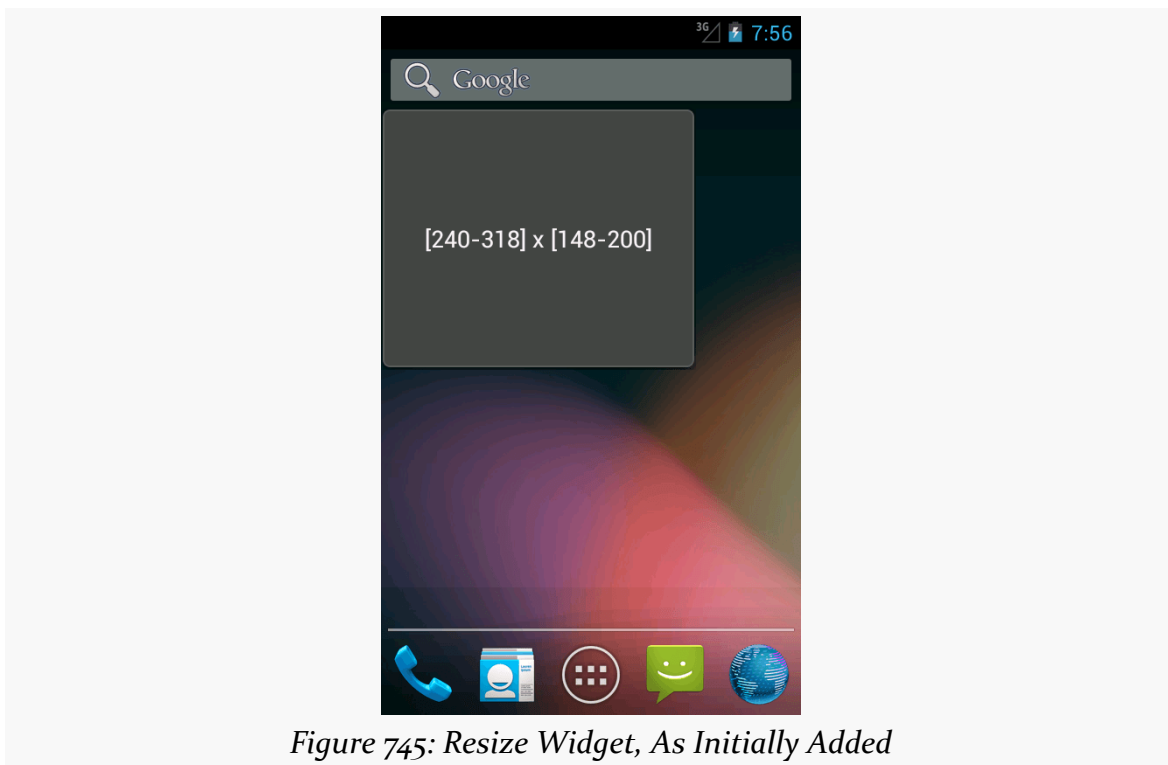 3G 7:56
Google
[240-318] x [148-200]
Figure 745: Resize Widget, As Initially Added